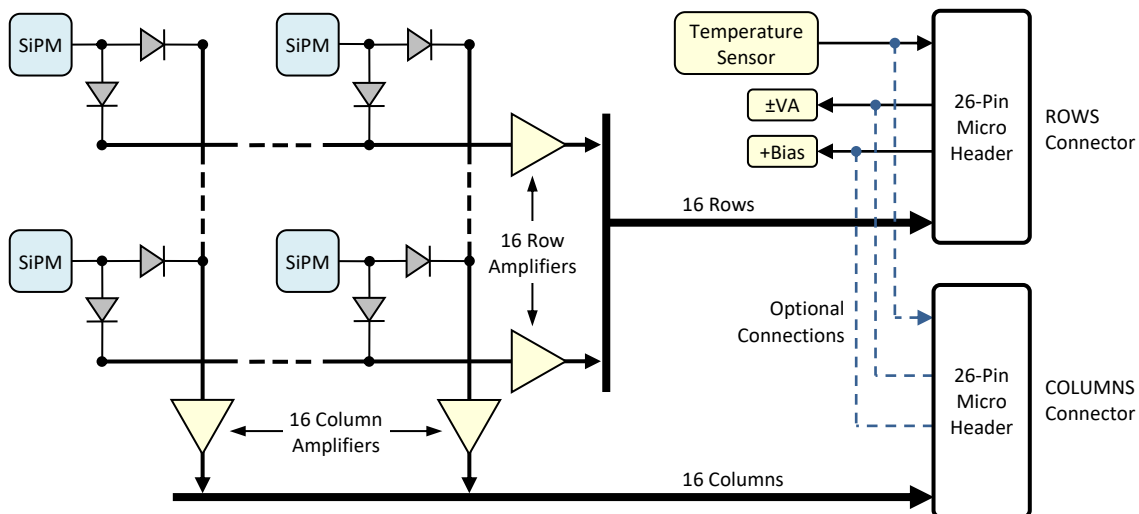 SiPM
SiPM
Temperature
Sensor
±VA
+Bias
26-Pin
Micro
Header
ROWS
Connector
16 Rows
16 Row
Amplifiers
SiPM
SiPM
Optional
Connections
26-Pin
Micro
Header
COLUMNS
Connector
16 Column
Amplifiers
16 Columns